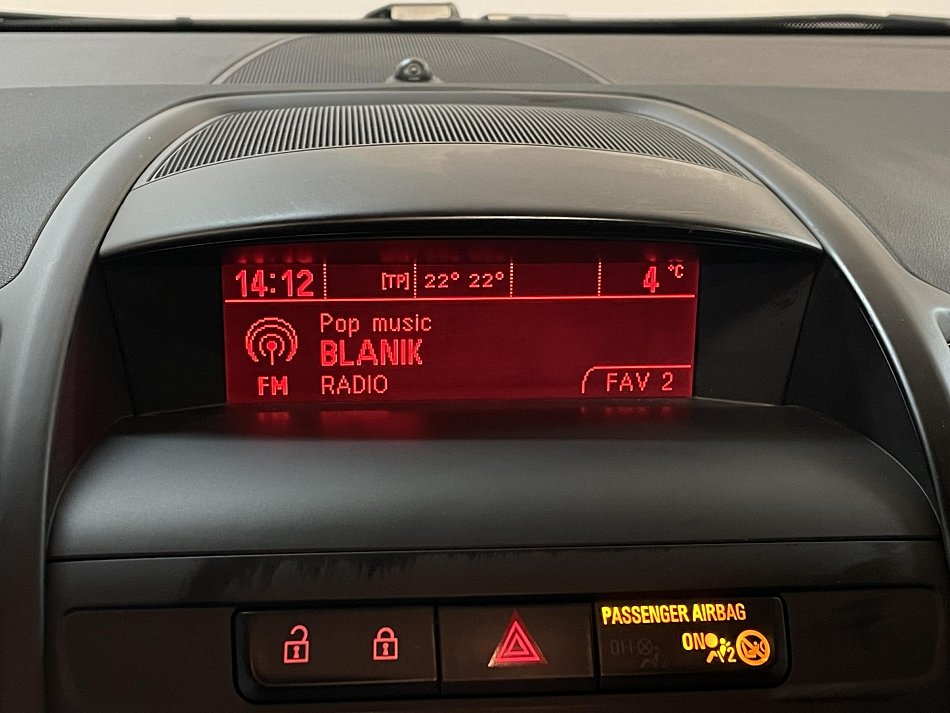 14:12 [TP] 22° 22° 4 °C
Pop music
BLANIK
FM RADIO FAV 2
PASSENGER AIRBAG
OFF ON 2